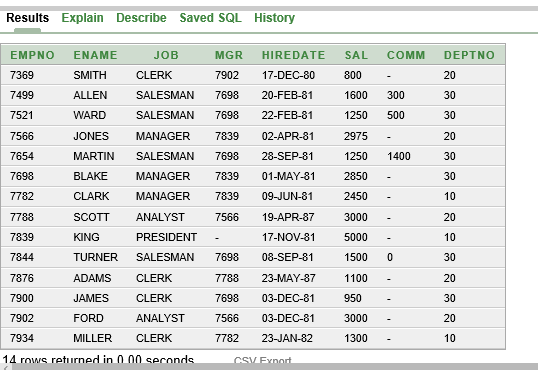 Results Explain Describe Saved SQL History
EMPNO ENAME JOB MGR HIREDATE SAL COMM DEPTNO
7369 SMITH CLERK 7902 17-DEC-80 800 - 20
7499 ALLEN SALESMAN 7698 20-FEB-81 1600 300 30
7521 WARD SALESMAN 7698 22-FEB-81 1250 500 30
7566 JONES MANAGER 7839 02-APR-81 2975 - 20
7654 MARTIN SALESMAN 7698 28-SEP-81 1250 1400 30
7698 BLAKE MANAGER 7839 01-MAY-81 2850 - 30
7782 CLARK MANAGER 7839 09-JUN-81 2450 - 10
7788 SCOTT ANALYST 7566 19-APR-87 3000 - 20
7839 KING PRESIDENT - 17-NOV-81 5000 - 10
7844 TURNER SALESMAN 7698 08-SEP-81 1500 0 30
7876 ADAMS CLERK 7788 23-MAY-87 1100 - 20
7900 JAMES CLERK 7698 03-DEC-81 950 - 30
7902 FORD ANALYST 7566 03-DEC-81 3000 - 20
7934 MILLER CLERK 7782 23-JAN-82 1300 - 10
14 rows returned in 0.00 seconds CSV Export